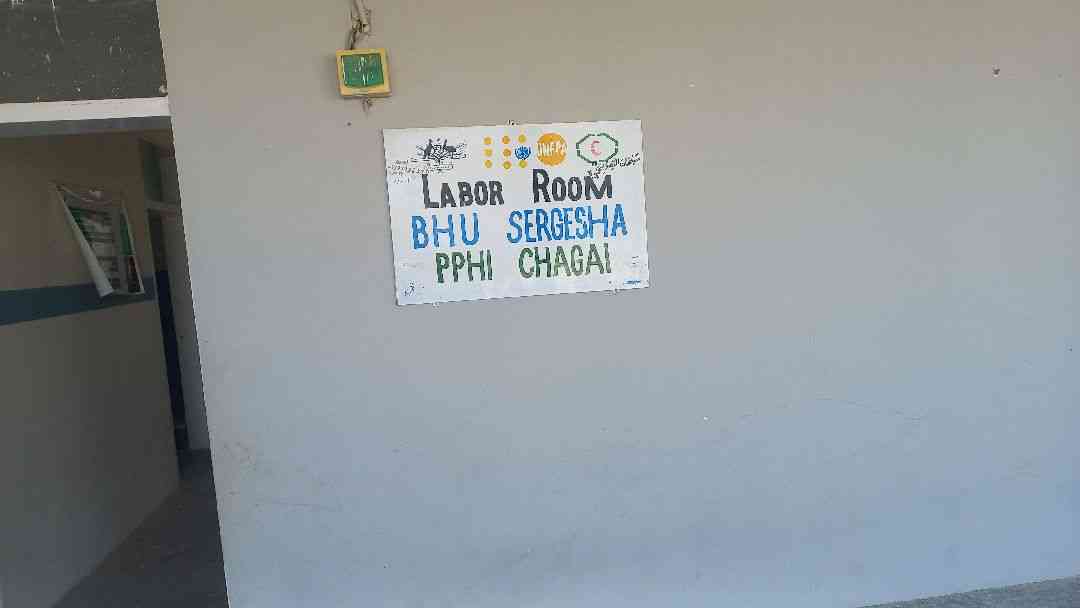 UNFPA
LABOR ROOM
BHU SERGESHA
PPHI CHAGAI